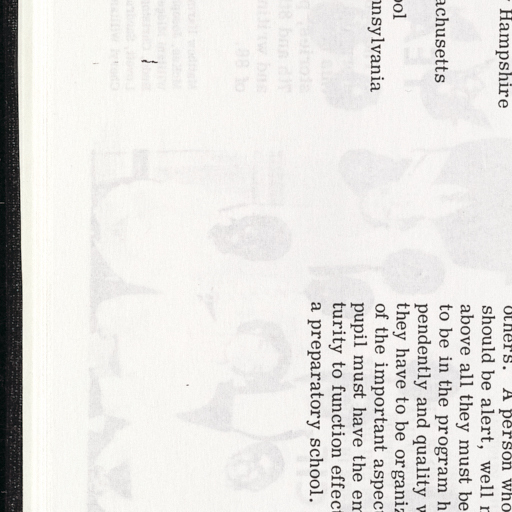 Hampshire
achusetts
ool
nnsylvania
others. A person who
should be alert, well r
above all they must be
to be in the program h
pendently and quality w
they have to be organiz
of the important aspec
pupil must have the em
turity to function effec
a preparatory school.